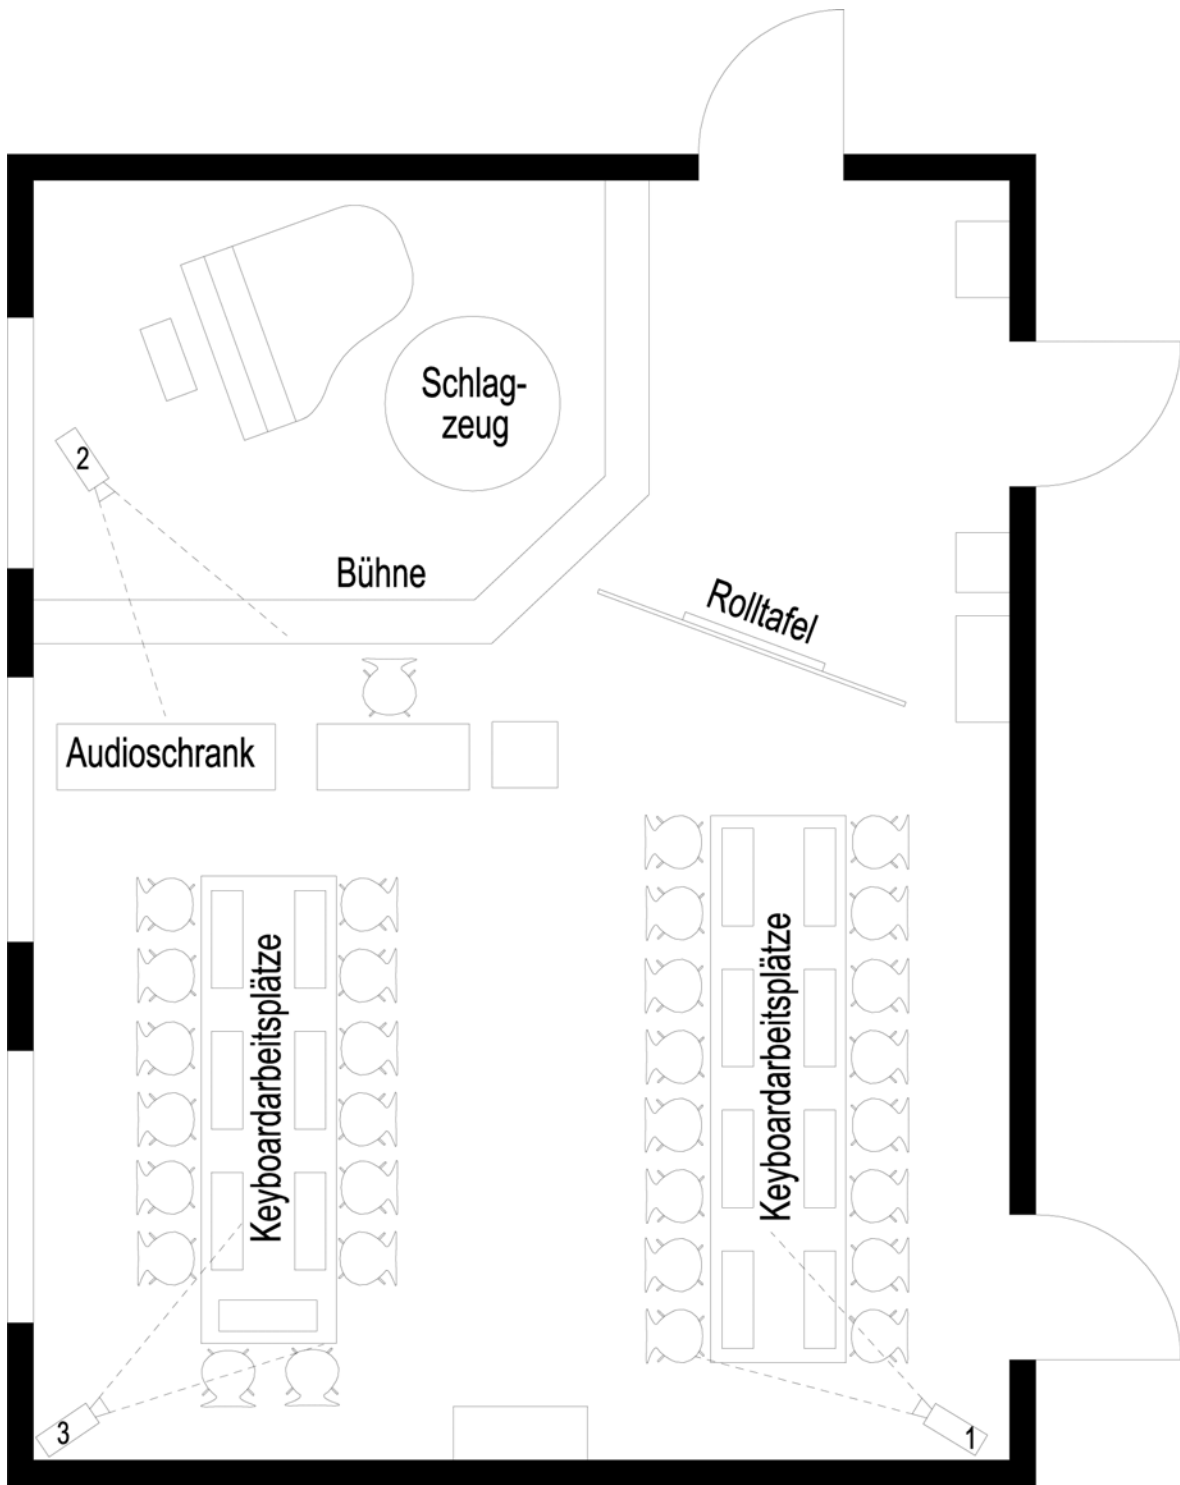 Schlag-
zeug
2
Bühne
Rolltafel
Audioschrank
Keyboardarbeitsplätze
Keyboardarbeitsplätze
3
1